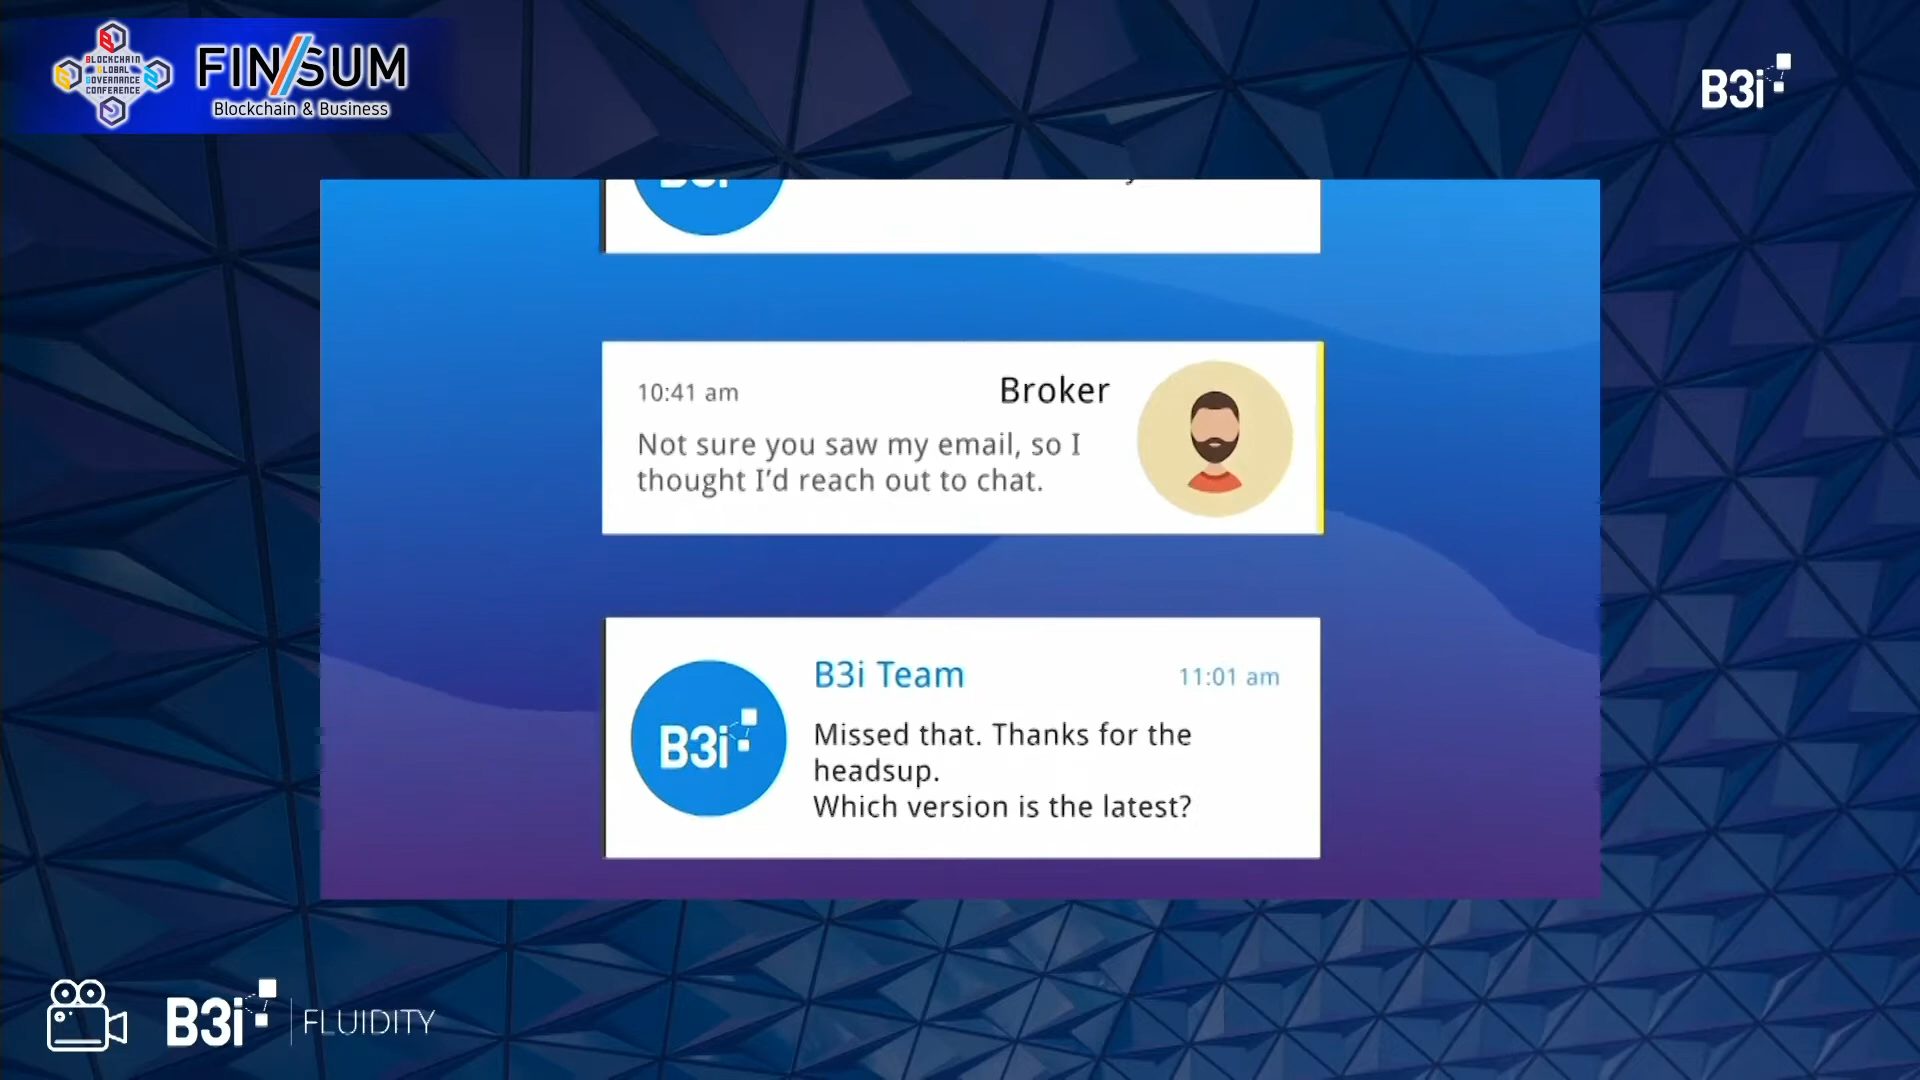 BLOCKCHAIN
GLOBAL
GOVERNANCE
CONFERENCE
FIN/SUM
Blockchain & Business
B3i
10:41 am
Broker
Not sure you saw my email, so I
thought I’d reach out to chat.
B3i Team
11:01 am
B3i
Missed that. Thanks for the
headsup.
Which version is the latest?
B3i
FLUIDITY